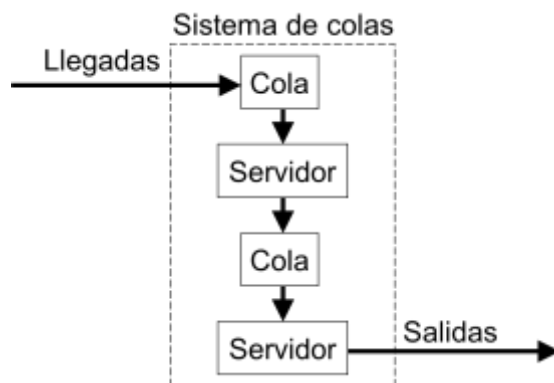 Sistema de colas
Llegadas
Cola
Servidor
Cola
Servidor
Salidas